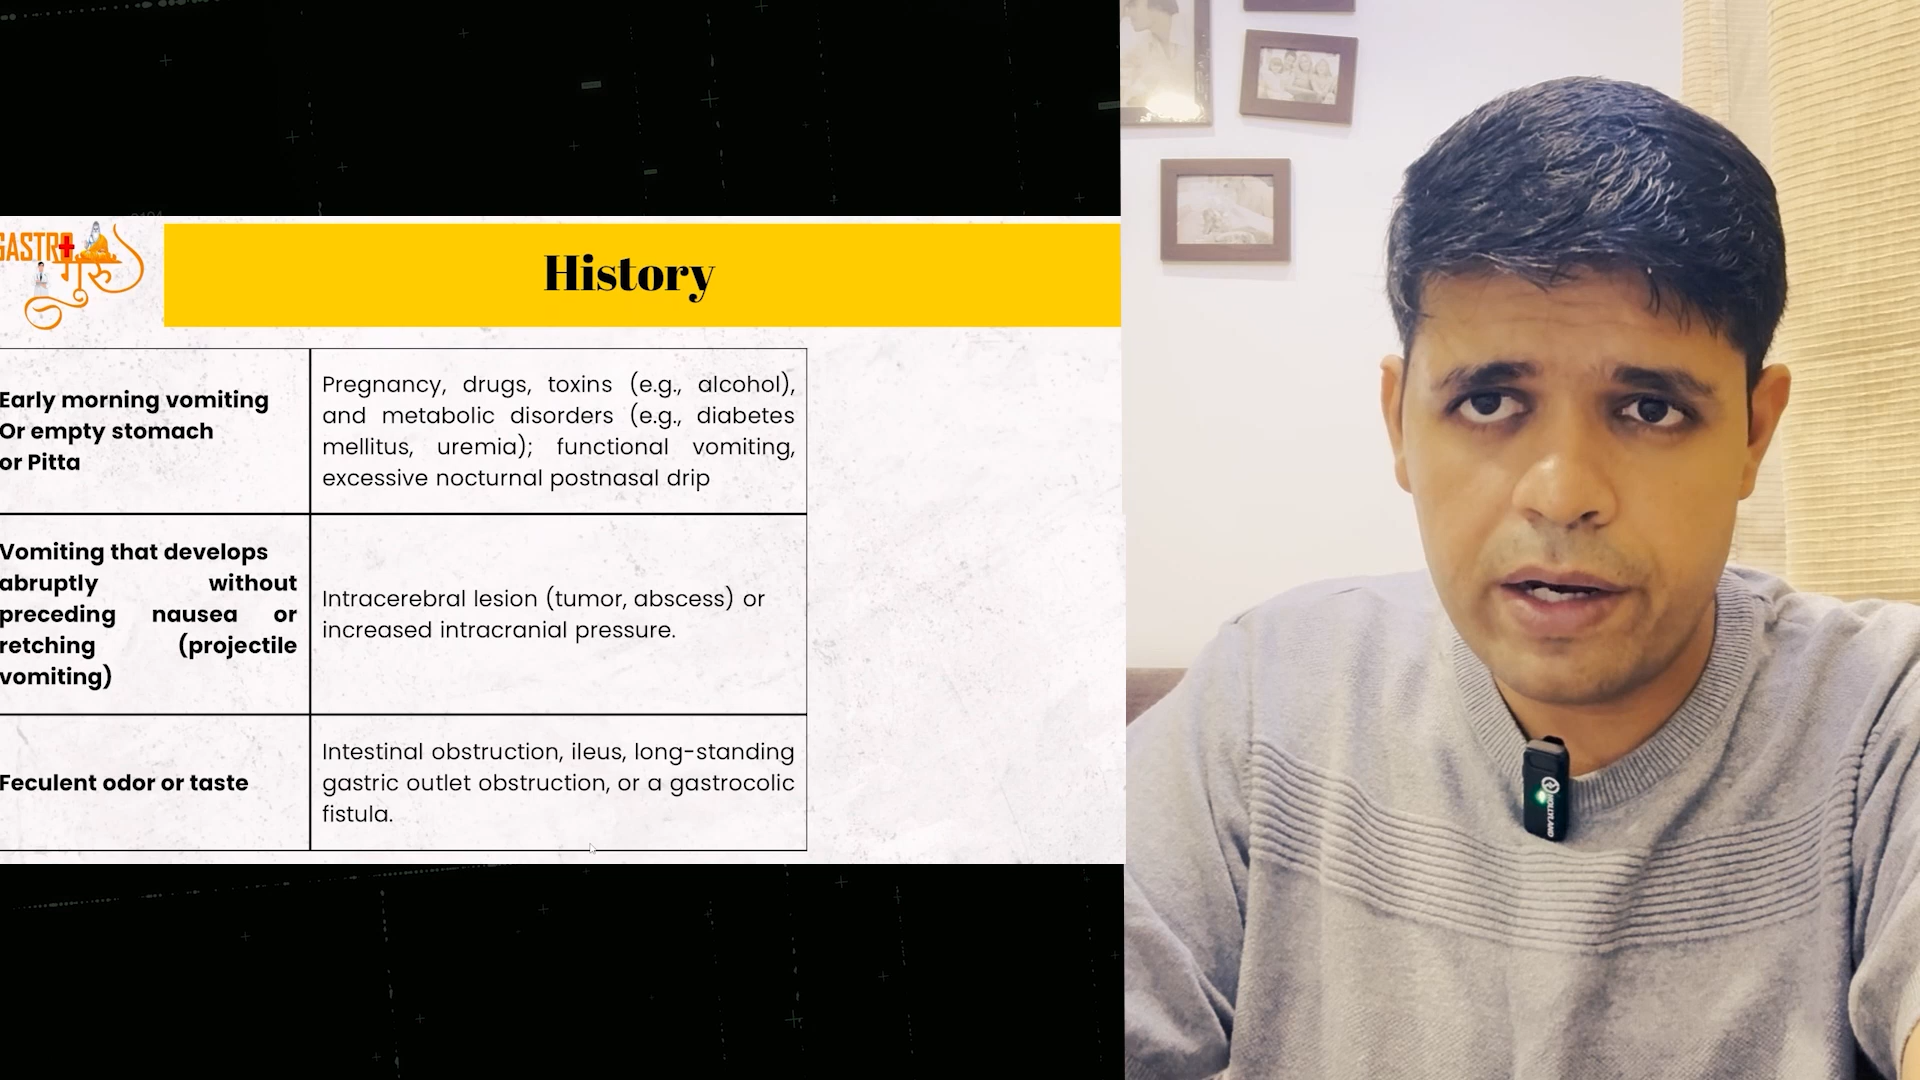 GASTRO
गुरु
History
Early morning vomiting
Or empty stomach
or Pitta
Pregnancy, drugs, toxins (e.g., alcohol),
and metabolic disorders (e.g., diabetes
mellitus, uremia); functional vomiting,
excessive nocturnal postnasal drip
Vomiting that develops
abruptly without
preceding nausea or
retching (projectile
vomiting)
Intracerebral lesion (tumor, abscess) or
increased intracranial pressure.
Feculent odor or taste
Intestinal obstruction, ileus, long-standing
gastric outlet obstruction, or a gastrocolic
fistula.
HOLLYLAND